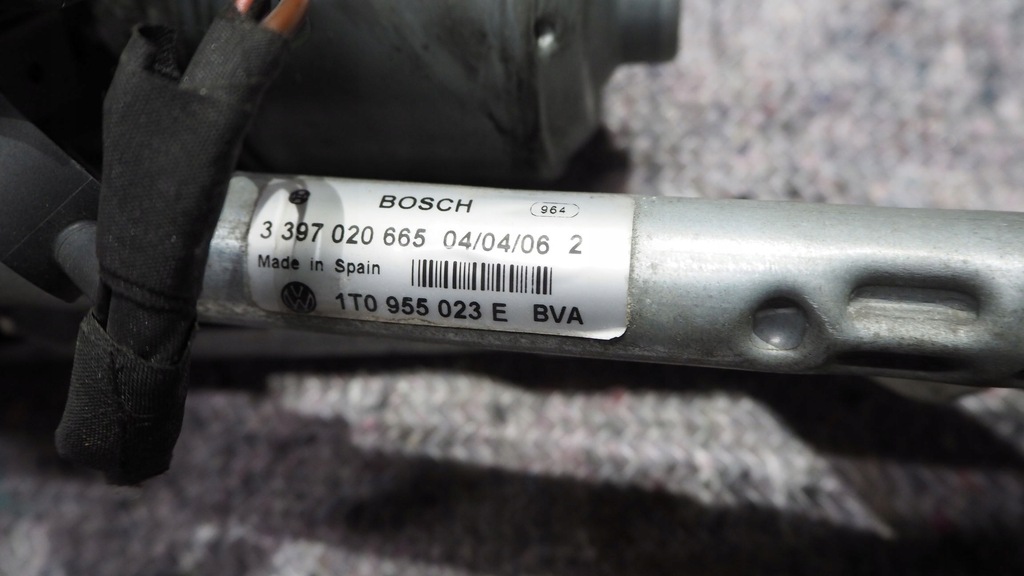 BOSCH 964
3 397 020 665 04/04/06 2
Made in Spain
1T0 955 023 E BVA